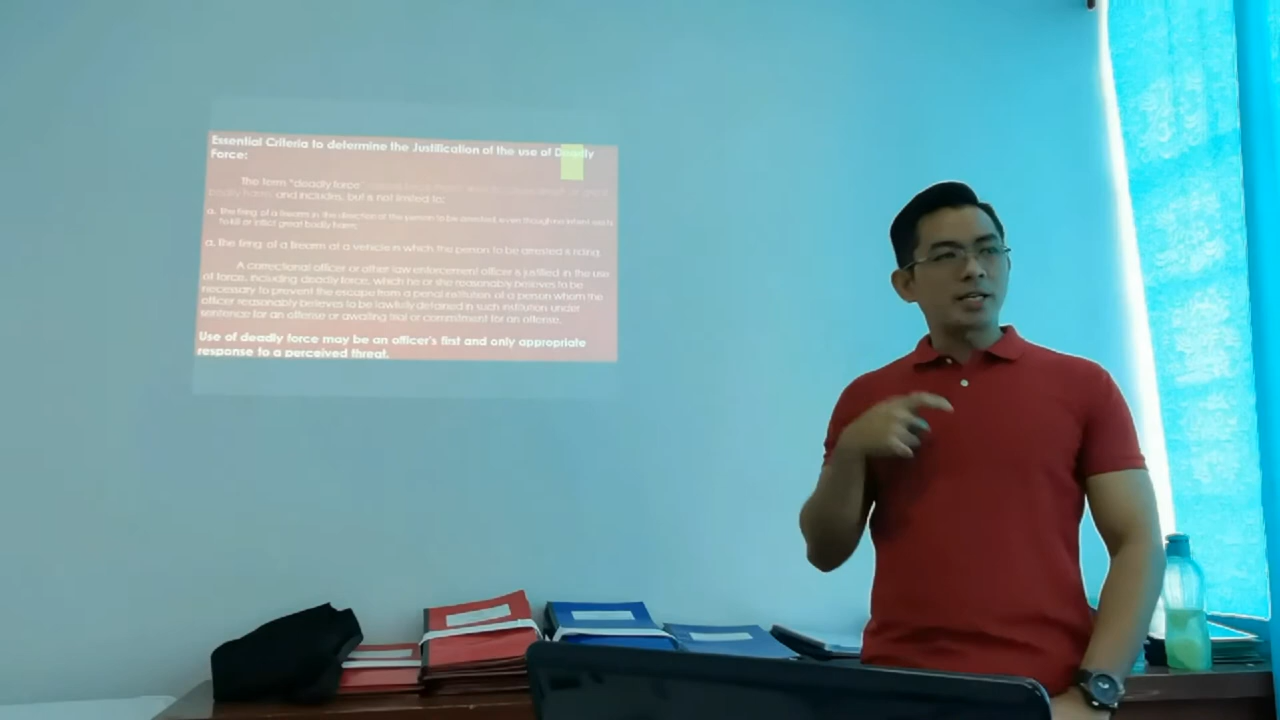 Essential Criteria to determine the Justification of the use of Deadly
Force:
The term "deadly force"
and includes, but is not limited to:
a. the firing of a firearm in the direction of the person to be arrested, even though no intent exists
to kill or inflict great bodily harm;
a. the firing of a firearm at a vehicle in which the person to be arrested is riding.
A correctional officer or other law enforcement officer is justified in the use
of force, including deadly force, which he or she reasonably believes to be
necessary to prevent the escape from a penal institution of a person whom the
officer reasonably believes to be lawfully detained in such institution under
sentence for an offense or awaiting trial or commitment for an offense.
Use of deadly force may be an officer's first and only appropriate
response to a perceived threat.